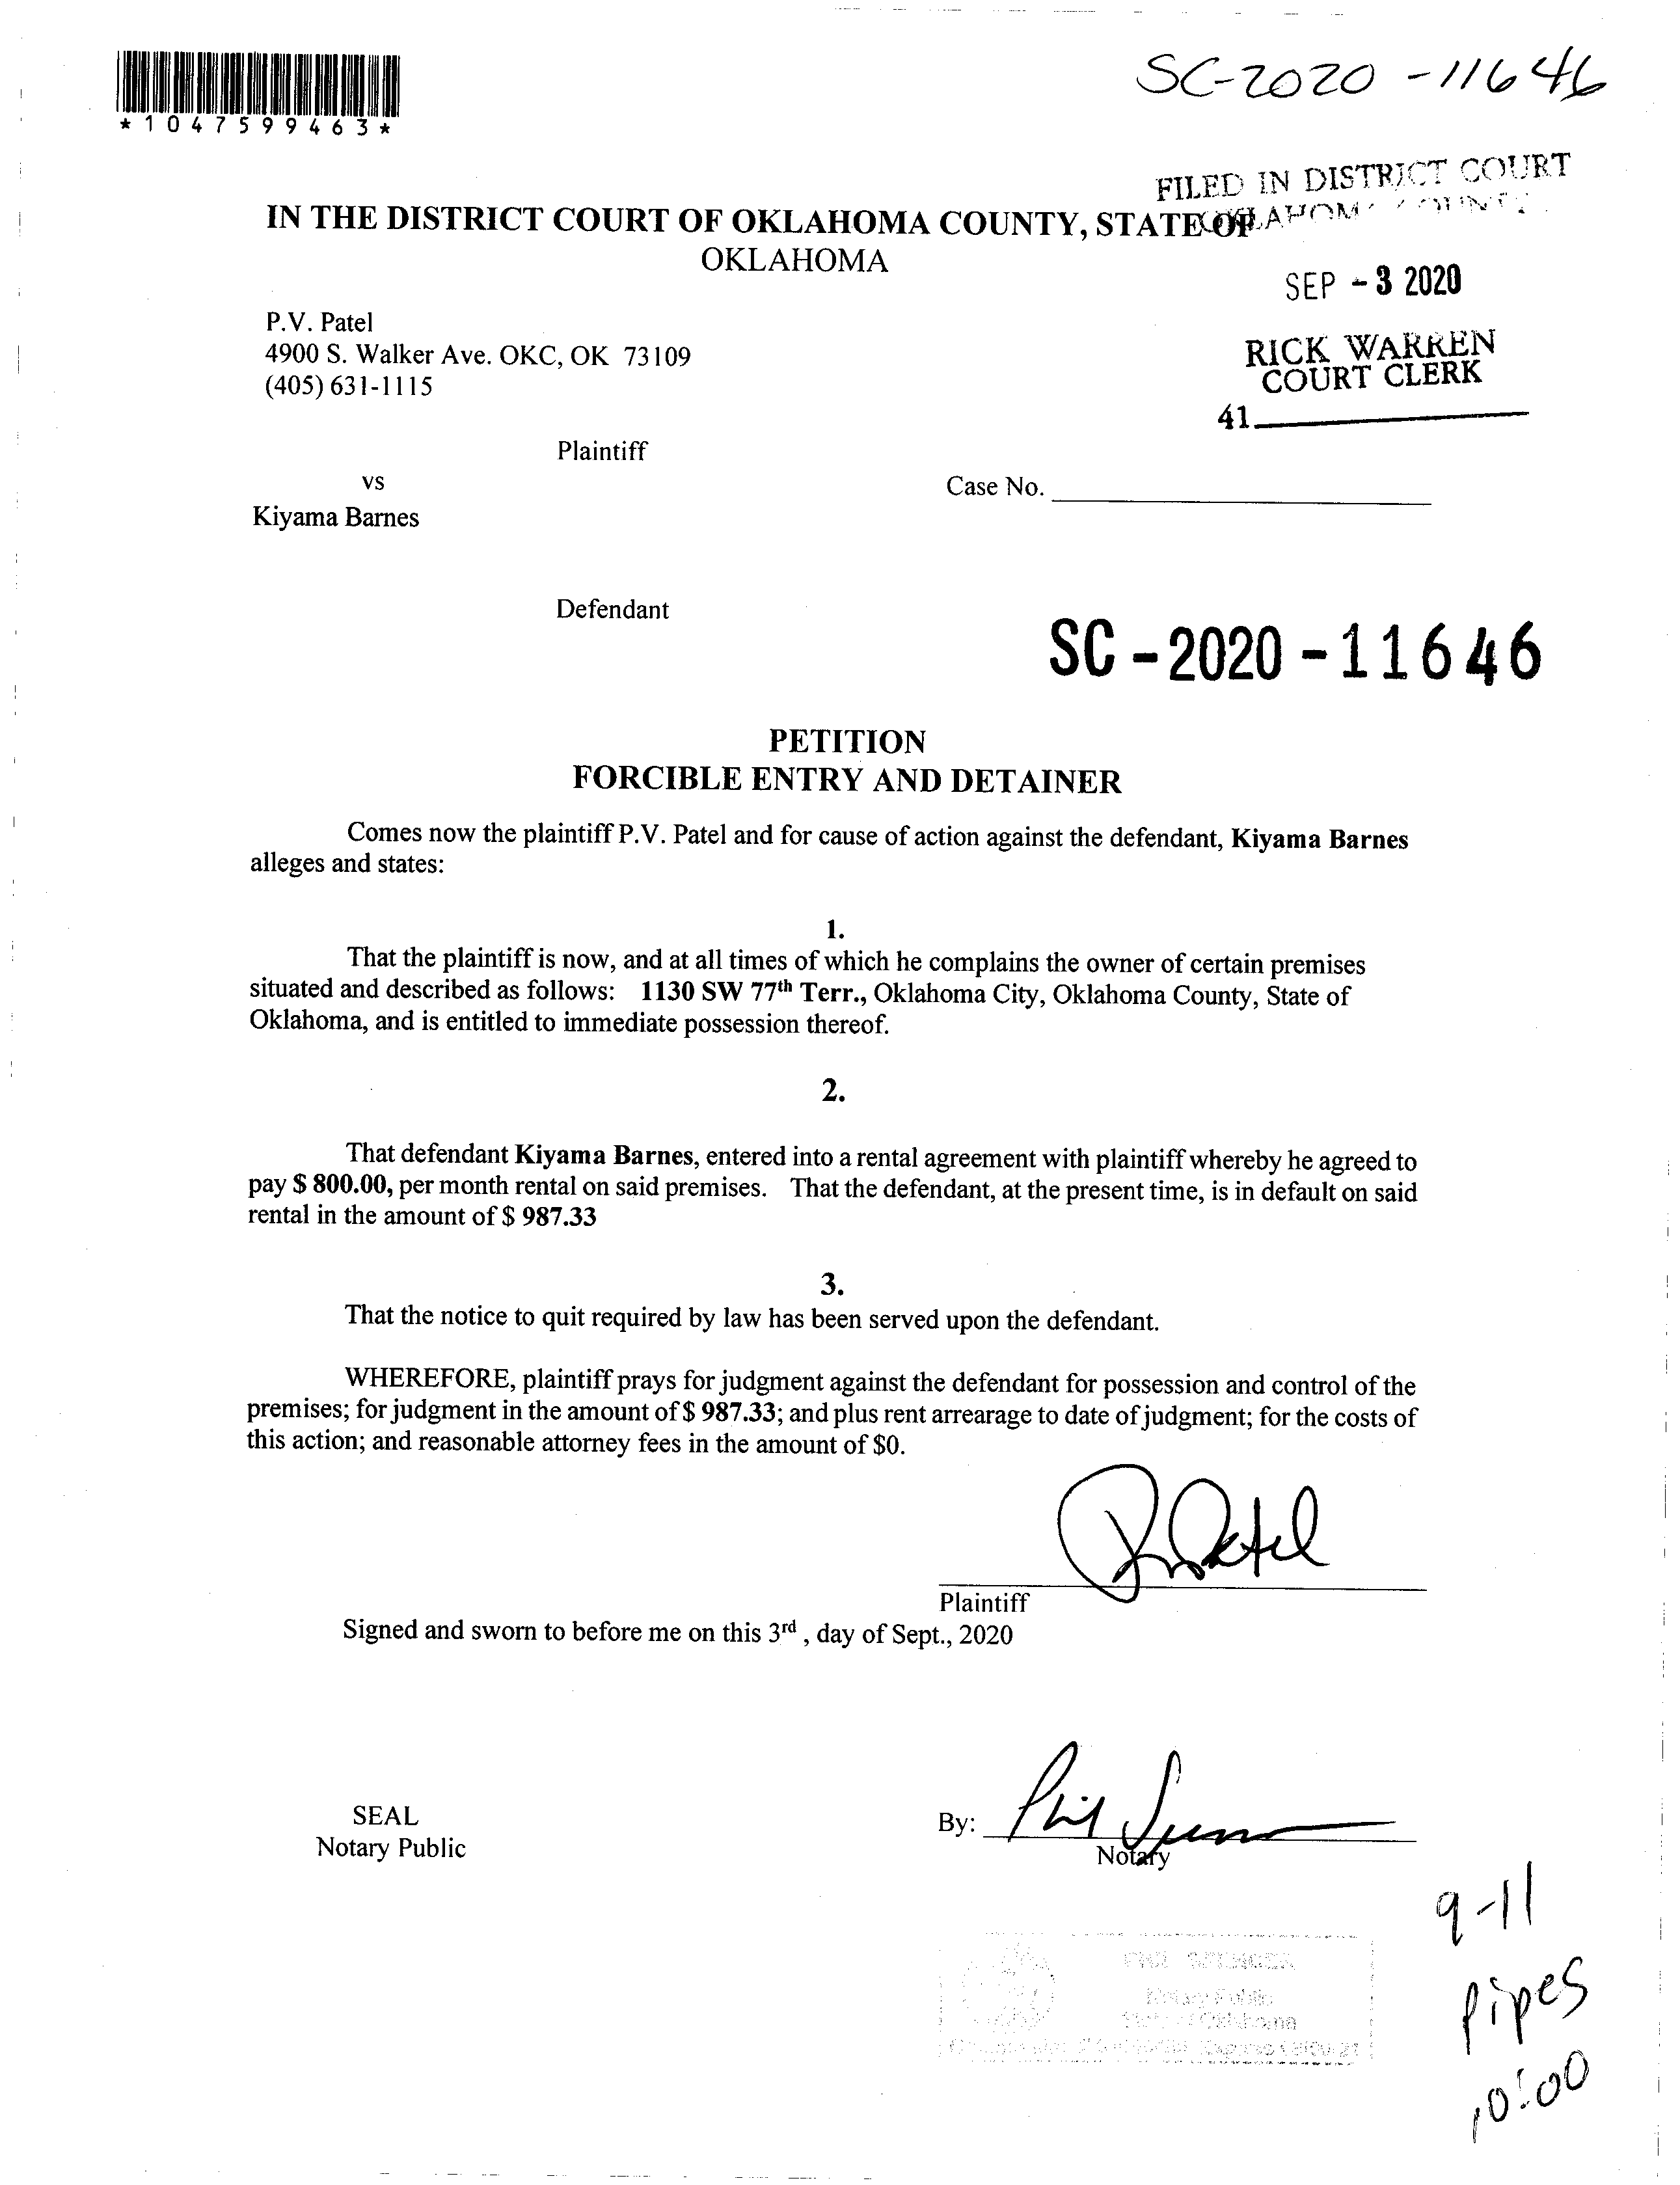 SC-2020-11646
*1047599463*
FILED IN DISTRICT COURT
OKLAHOMA COUNTY
IN THE DISTRICT COURT OF OKLAHOMA COUNTY, STATE OF
OKLAHOMA
SEP - 3 2020
P.V. Patel
4900 S. Walker Ave. OKC, OK 73109
(405) 631-1115
RICK WARREN
COURT CLERK
41
Plaintiff
vs
Case No.
Kiyama Barnes
Defendant
SC-2020-11646
PETITION
FORCIBLE ENTRY AND DETAINER
Comes now the plaintiff P.V. Patel and for cause of action against the defendant, Kiyama Barnes
alleges and states:
1.
That the plaintiff is now, and at all times of which he complains the owner of certain premises
situated and described as follows: 1130 SW 77th Terr., Oklahoma City, Oklahoma County, State of
Oklahoma, and is entitled to immediate possession thereof.
2.
That defendant Kiyama Barnes, entered into a rental agreement with plaintiff whereby he agreed to
pay $ 800.00, per month rental on said premises. That the defendant, at the present time, is in default on said
rental in the amount of $ 987.33
3.
That the notice to quit required by law has been served upon the defendant.
WHEREFORE, plaintiff prays for judgment against the defendant for possession and control of the
premises; for judgment in the amount of $ 987.33; and plus rent arrearage to date of judgment; for the costs of
this action; and reasonable attorney fees in the amount of $0.
Plaintiff
Signed and sworn to before me on this 3rd , day of Sept., 2020
SEAL
Notary Public
By: Phil
Notary
9-11
Pipes
10:00
Notary Public
State of Oklahoma